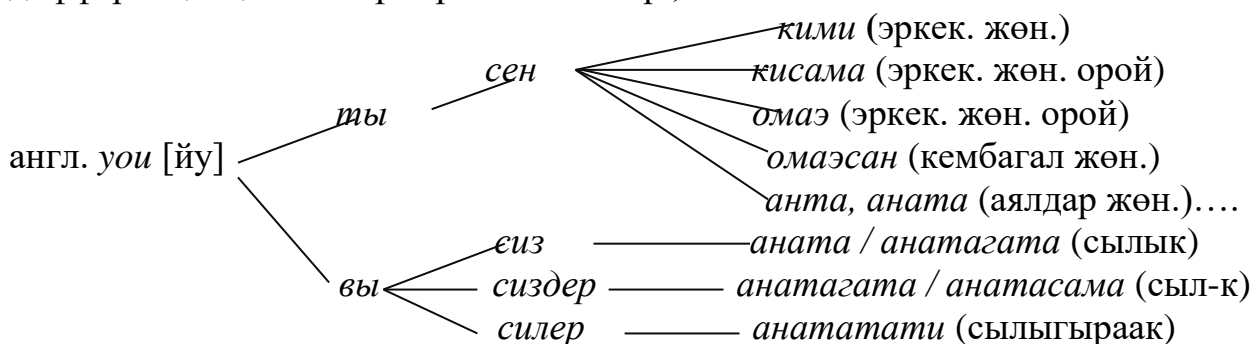 кими (эркек. жөн.)
сен кисама (эркек. жөн. орой)
ты омаэ (эркек. жөн. орой)
англ. you [йу] омаэсан (кембагал жөн.)
анта, аната (аялдар жөн.)….
сиз аната / анатагата (сылык)
вы сиздер анатагата / анатасама (сыл-к)
силер анататати (сылыгыраак)